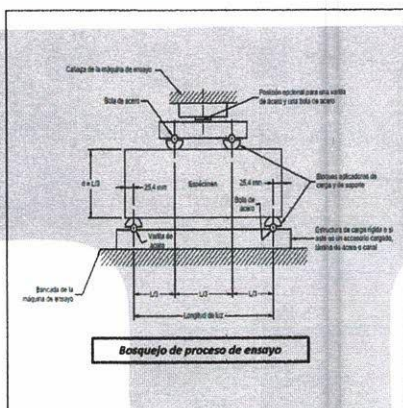 Cabeza de la máquina de ensayo
Posición opcional para una varilla
de acero y una bola de acero
Bola de acero
d = L/3
25,4 mm
Espécimen
25,4 mm
Bloques aplicadores de
carga y de soporte
Bola de
acero
Varilla de
acero
Estructura de carga rígida o si
este es un accesorio cargado,
lámina de acero o canal
Bancada de la
máquina de ensayo
L/3
L/3
L/3
Longitud de luz
Bosquejo de proceso de ensayo